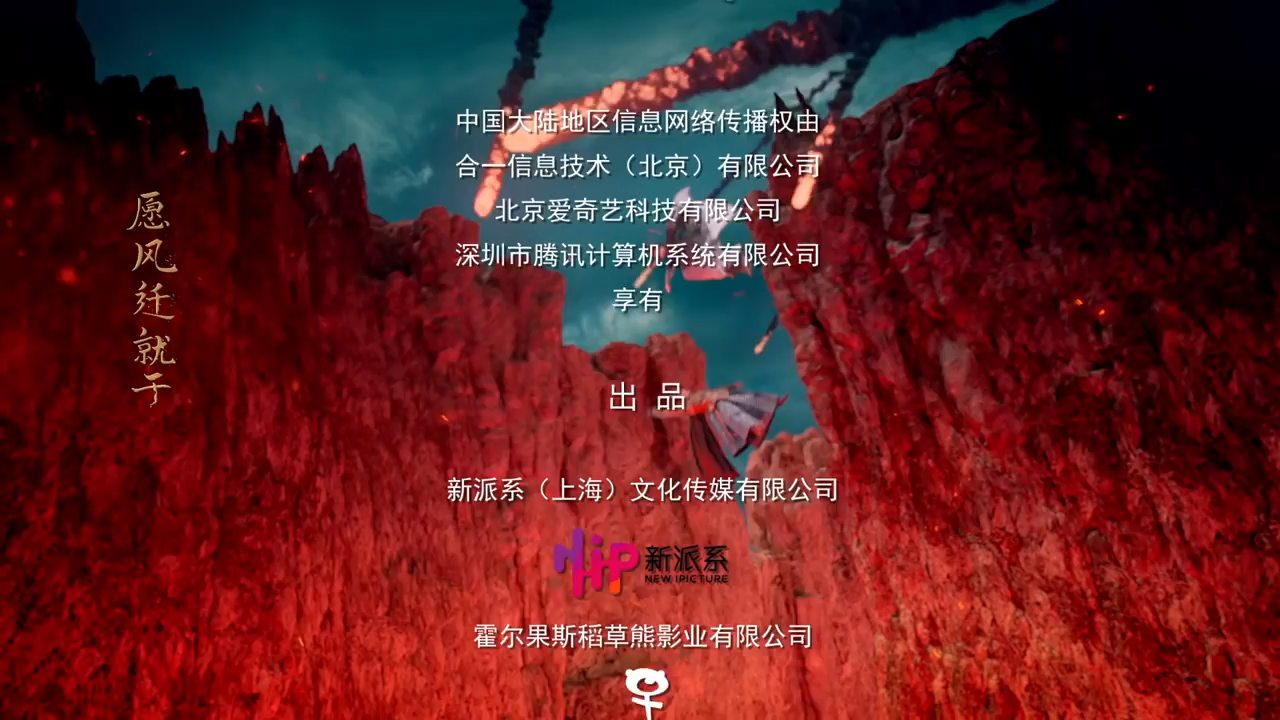 愿风迁就于
中国大陆地区信息网络传播权由
合一信息技术（北京）有限公司
北京爱奇艺科技有限公司
深圳市腾讯计算机系统有限公司
享有
出 品
新派系（上海）文化传媒有限公司
NiP 新派系
NEW IPICTURE
霍尔果斯稻草熊影业有限公司